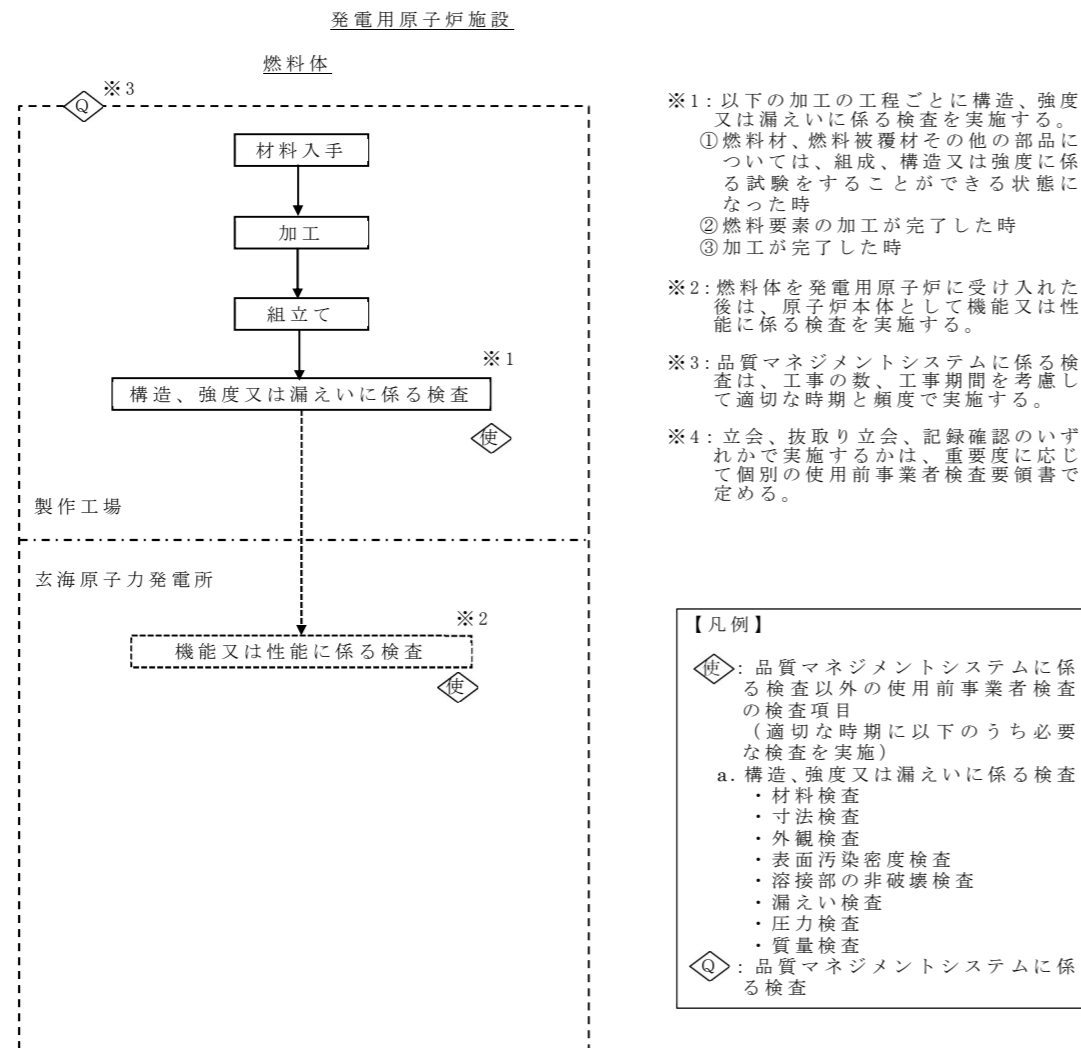 発電用原子炉施設
燃料体
Q
※3
材料入手
加工
組立て
※1
構造、強度又は漏えいに係る検査
使
製作工場
玄海原子力発電所
※2
機能又は性能に係る検査
使
※1：以下の加工の工程ごとに構造、強度
又は漏えいに係る検査を実施する。
①燃料材、燃料被覆材その他の部品に
ついては、組成、構造又は強度に係
る試験をすることができる状態に
なった時
②燃料要素の加工が完了した時
③加工が完了した時
※2：燃料体を発電用原子炉に受け入れた
後は、原子炉本体として機能又は性
能に係る検査を実施する。
※3：品質マネジメントシステムに係る検
査は、工事の数、工事期間を考慮し
て適切な時期と頻度で実施する。
※4：立会、抜取り立会、記録確認のいず
れかで実施するかは、重要度に応じ
て個別の使用前事業者検査要領書で
定める。
【凡例】
使：品質マネジメントシステムに係
る検査以外の使用前事業者検査
の検査項目
（適切な時期に以下のうち必要
な検査を実施）
a. 構造、強度又は漏えいに係る検査
・材料検査
・寸法検査
・外観検査
・表面汚染密度検査
・溶接部の非破壊検査
・漏えい検査
・圧力検査
・質量検査
Q：品質マネジメントシステムに係
る検査